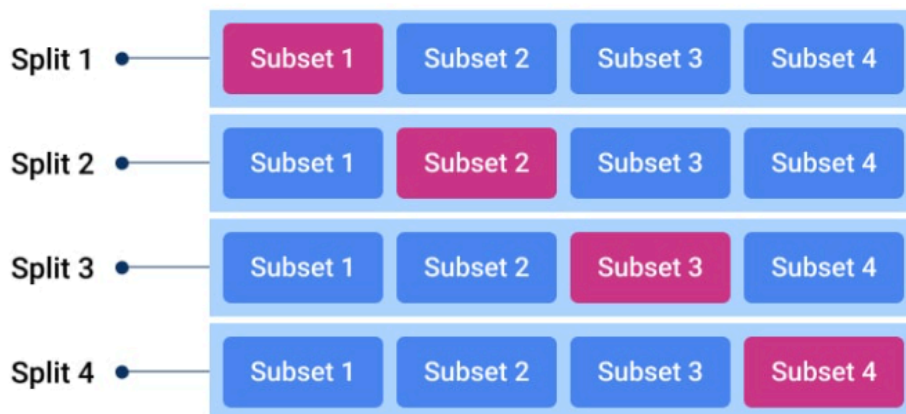 Split 1 Subset 1 Subset 2 Subset 3 Subset 4
Split 2 Subset 1 Subset 2 Subset 3 Subset 4
Split 3 Subset 1 Subset 2 Subset 3 Subset 4
Split 4 Subset 1 Subset 2 Subset 3 Subset 4